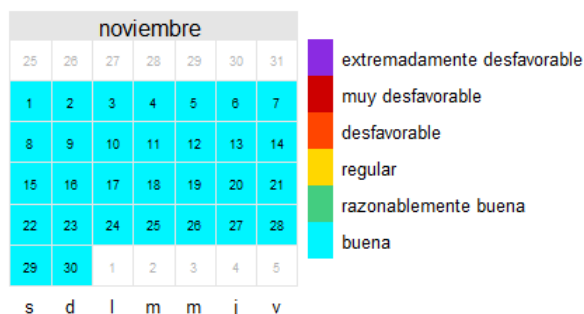 noviembre
25 26 27 28 29 30 31
1 2 3 4 5 6 7
8 9 10 11 12 13 14
15 16 17 18 19 20 21
22 23 24 25 26 27 28
29 30 1 2 3 4 5
s d l m m j v
extremadamente desfavorable
muy desfavorable
desfavorable
regular
razonablemente buena
buena